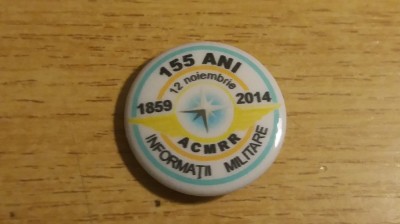 155 ANI
12 noiembrie
1859 2014
ACMRR
INFORMAȚII MILITARE